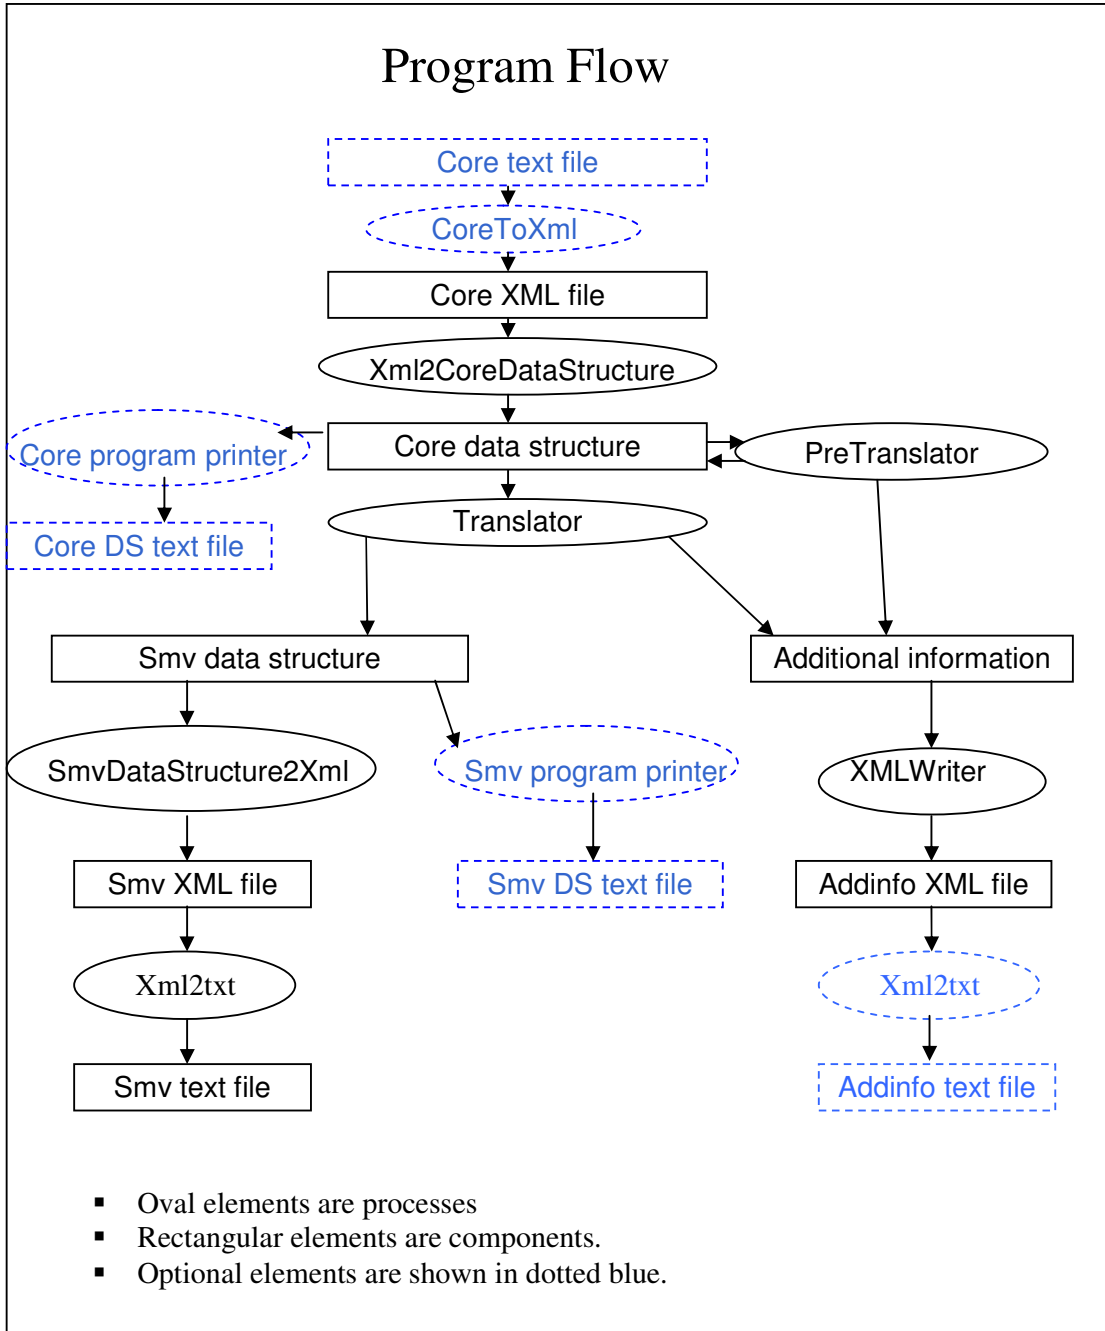 Program Flow
Core text file
CoreToXml
Core XML file
Xml2CoreDataStructure
Core program printer
Core data structure
PreTranslator
Translator
Core DS text file
Smv data structure
Additional information
SmvDataStructure2Xml
Smv program printer
XMLWriter
Smv XML file
Smv DS text file
Addinfo XML file
Xml2txt
Xml2txt
Smv text file
Addinfo text file
▪ Oval elements are processes
▪ Rectangular elements are components.
▪ Optional elements are shown in dotted blue.